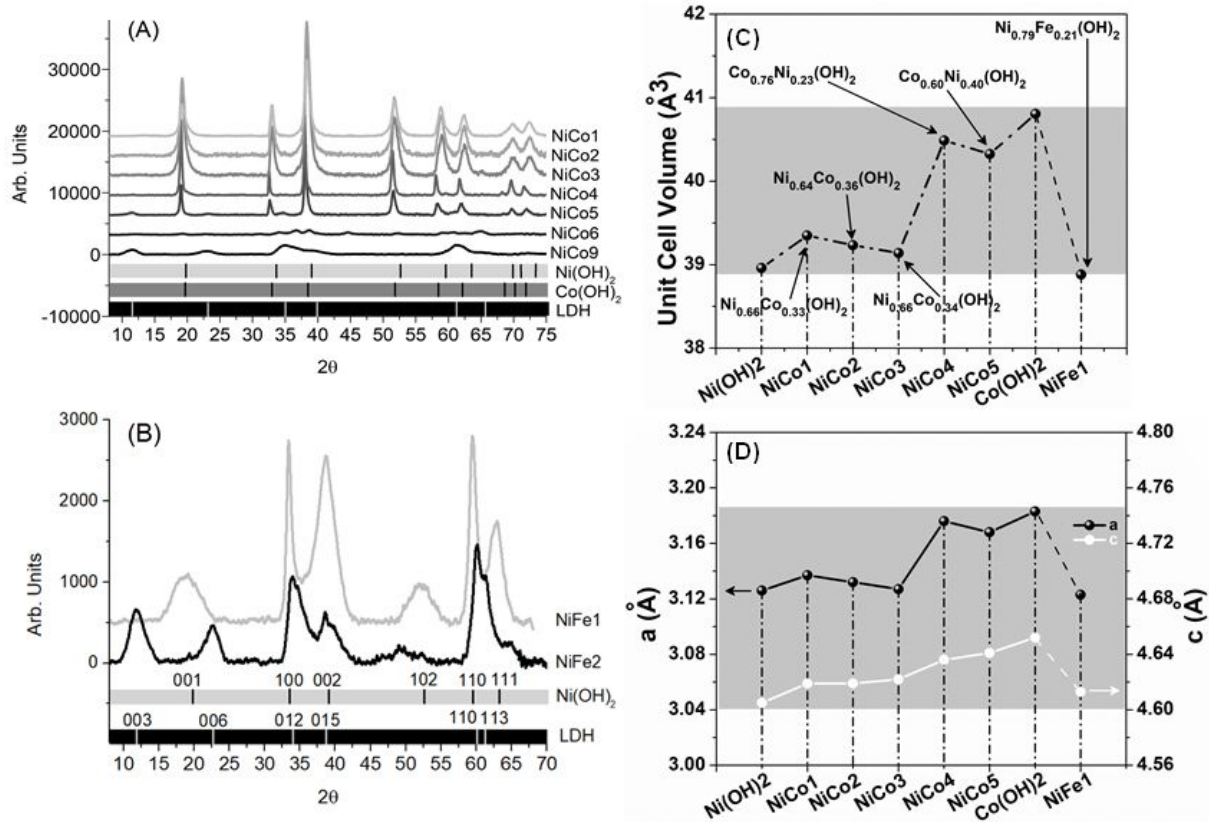 (A)
30000
20000
10000
0
-10000
Arb. Units
NiCo1
NiCo2
NiCo3
NiCo4
NiCo5
NiCo6
NiCo9
Ni(OH)2
Co(OH)2
LDH
10 15 20 25 30 35 40 45 50 55 60 65 70 75
2θ
(B)
3000
2000
1000
0
Arb. Units
NiFe1
NiFe2
001 100 002 102 110 111
Ni(OH)2
003 006 012 015 110 113
LDH
10 15 20 25 30 35 40 45 50 55 60 65 70
2θ
(C)
42
41
40
39
38
Unit Cell Volume (Å3)
Ni0.79Fe0.21(OH)2
Co0.76Ni0.23(OH)2
Co0.60Ni0.40(OH)2
Ni0.64Co0.36(OH)2
Ni0.66Co0.33(OH)2
Ni0.66Co0.34(OH)2
Ni(OH)2 NiCo1 NiCo2 NiCo3 NiCo4 NiCo5 Co(OH)2 NiFe1
(D)
3.24
3.20
3.16
3.12
3.08
3.04
3.00
a (Å)
4.80
4.76
4.72
4.68
4.64
4.60
4.56
c (Å)
a
c
Ni(OH)2 NiCo1 NiCo2 NiCo3 NiCo4 NiCo5 Co(OH)2 NiFe1